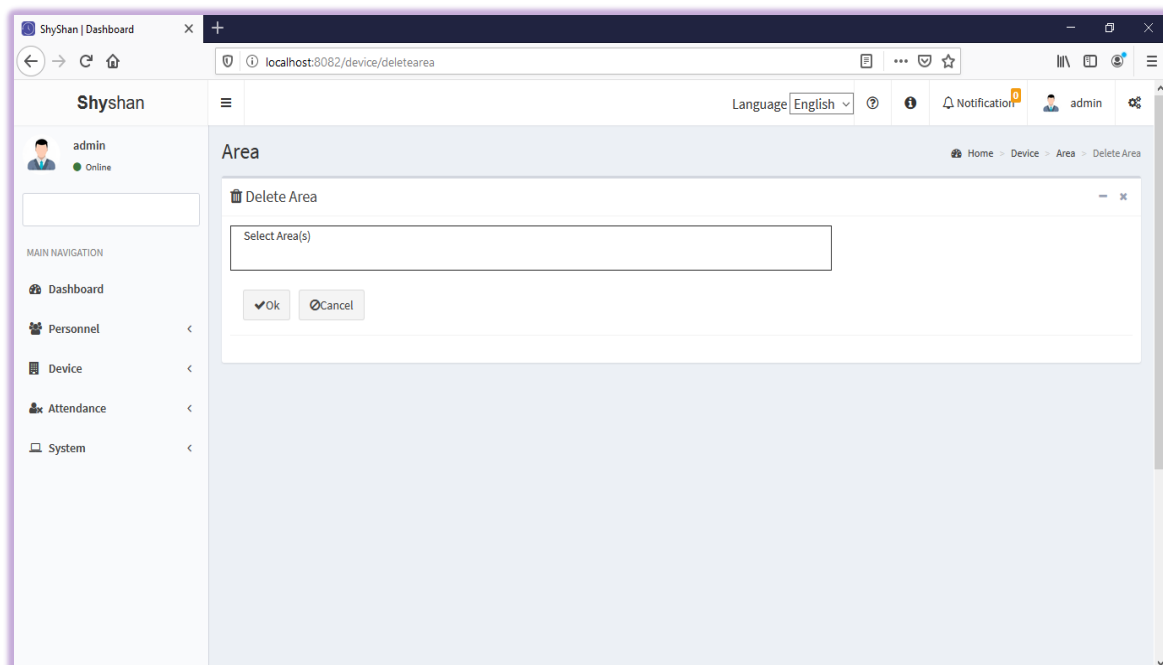 ShyShan | Dashboard
localhost:8082/device/deletearea
Shyshan
Language English
Notification 0
admin
admin
Online
Area
Home > Device > Area > Delete Area
Delete Area
Select Area(s)
MAIN NAVIGATION
Ok
Cancel
Dashboard
Personnel
Device
Attendance
System